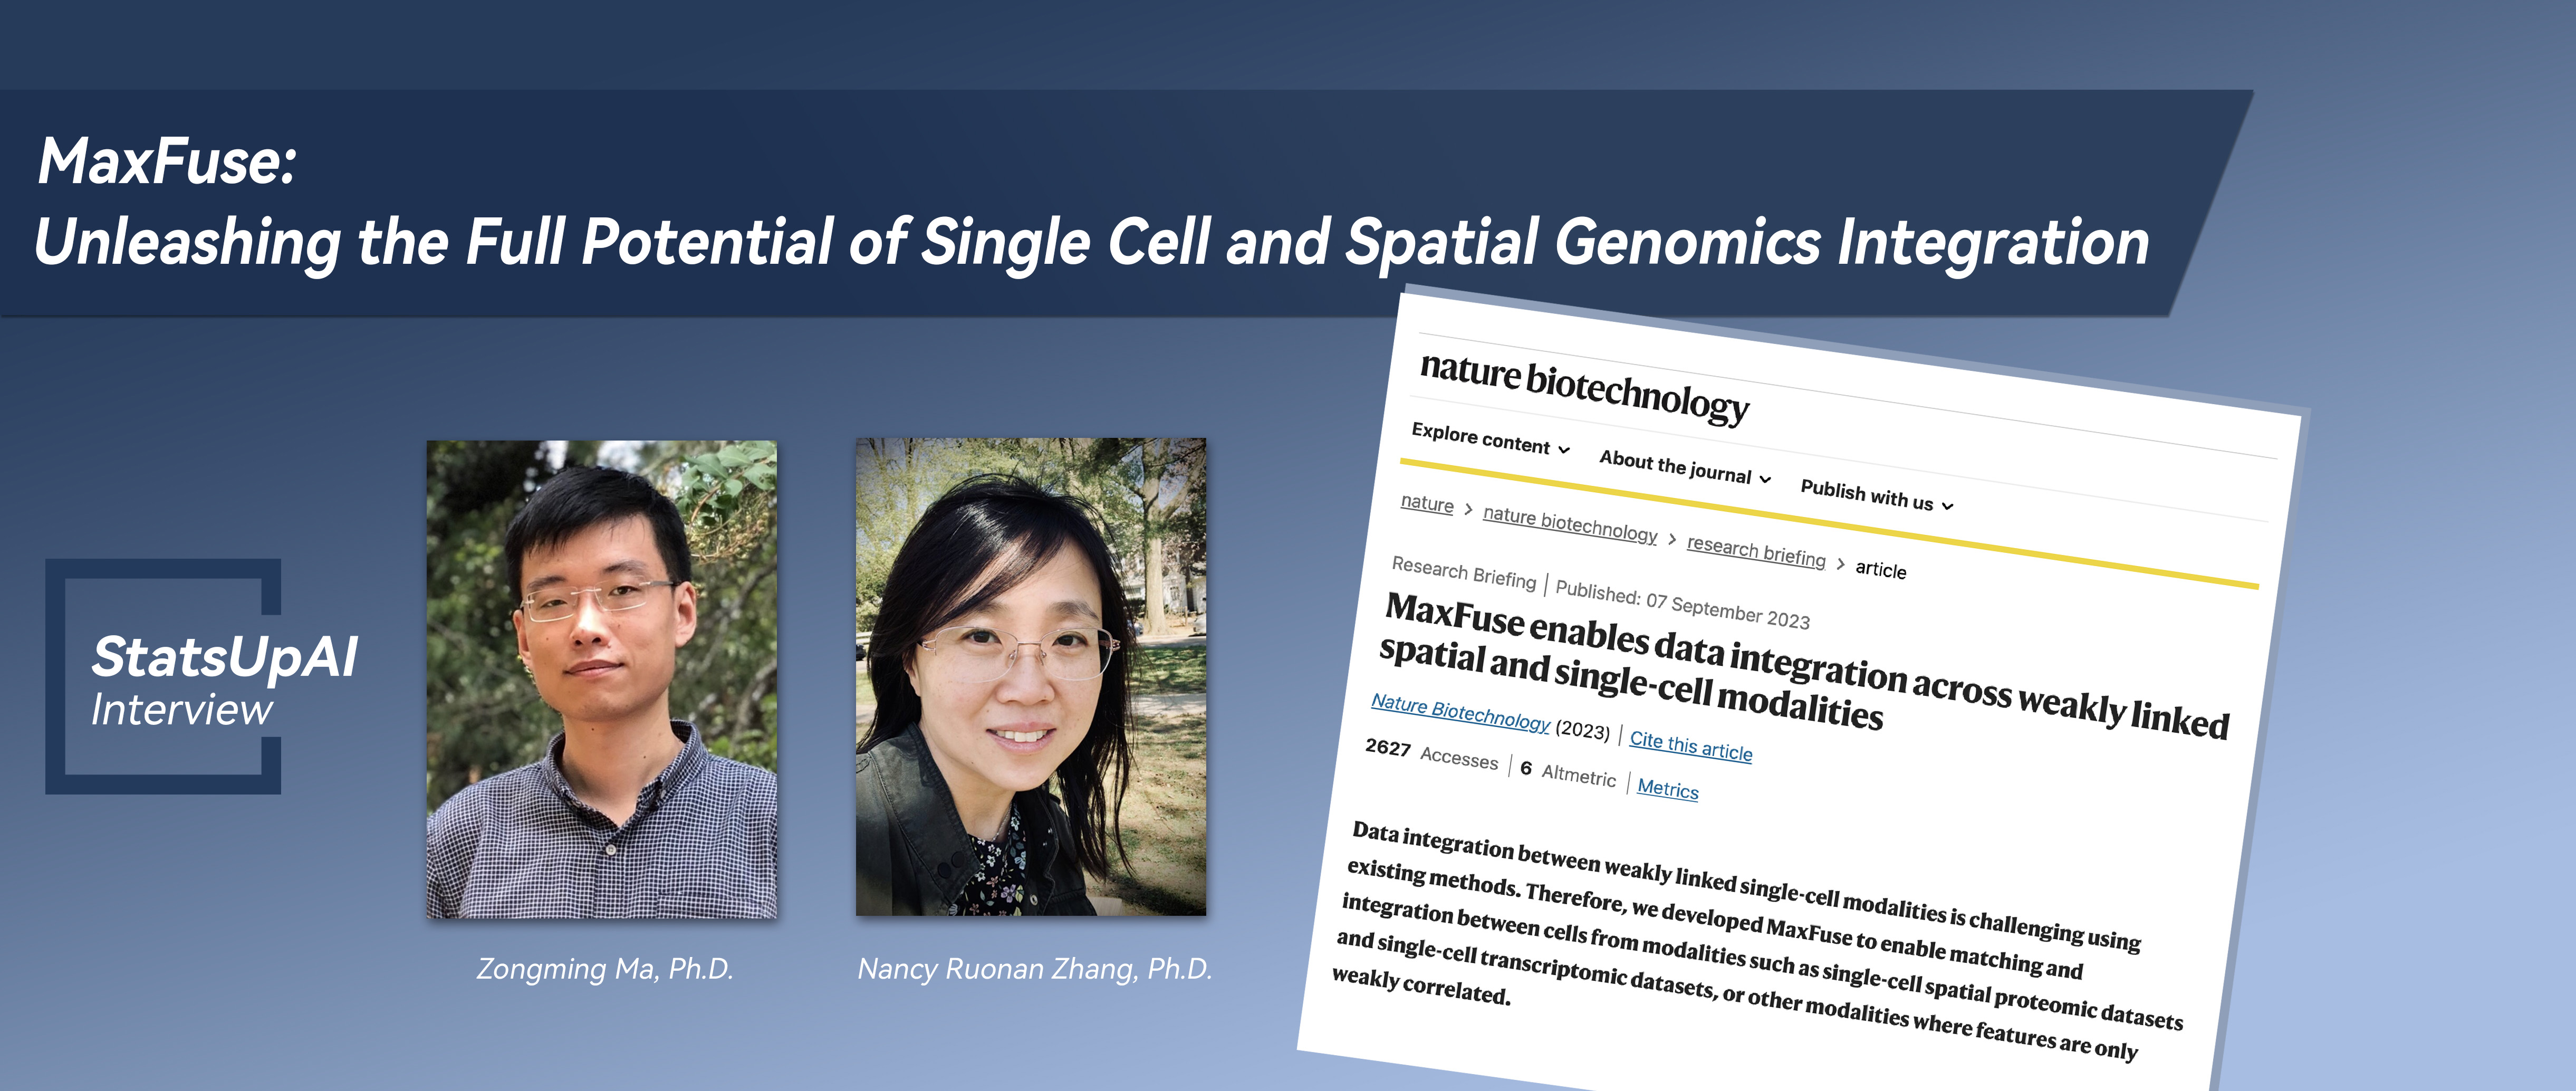 MaxFuse:
Unleashing the Full Potential of Single Cell and Spatial Genomics Integration
StatsUpAI
Interview
Zongming Ma, Ph.D.
Nancy Ruonan Zhang, Ph.D.
nature biotechnology
Explore content About the journal Publish with us
nature > nature biotechnology > research briefing > article
Research Briefing | Published: 07 September 2023
MaxFuse enables data integration across weakly linked
spatial and single-cell modalities
Nature Biotechnology (2023) | Cite this article
2627 Accesses | 6 Altmetric | Metrics
Data integration between weakly linked single-cell modalities is challenging using
existing methods. Therefore, we developed MaxFuse to enable matching and
integration between cells from modalities such as single-cell spatial proteomic datasets
and single-cell transcriptomic datasets, or other modalities where features are only
weakly correlated.